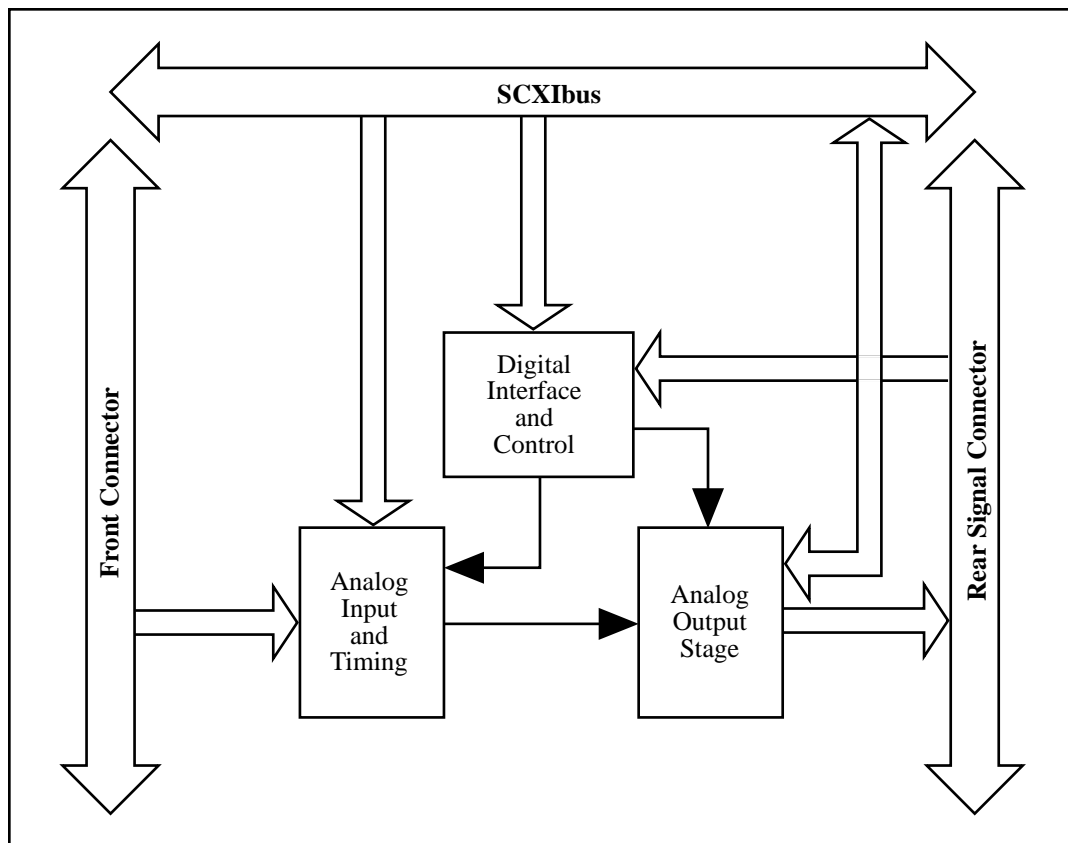 SCXIbus
Front Connector
Digital
Interface
and
Control
Rear Signal Connector
Analog
Input
and
Timing
Analog
Output
Stage